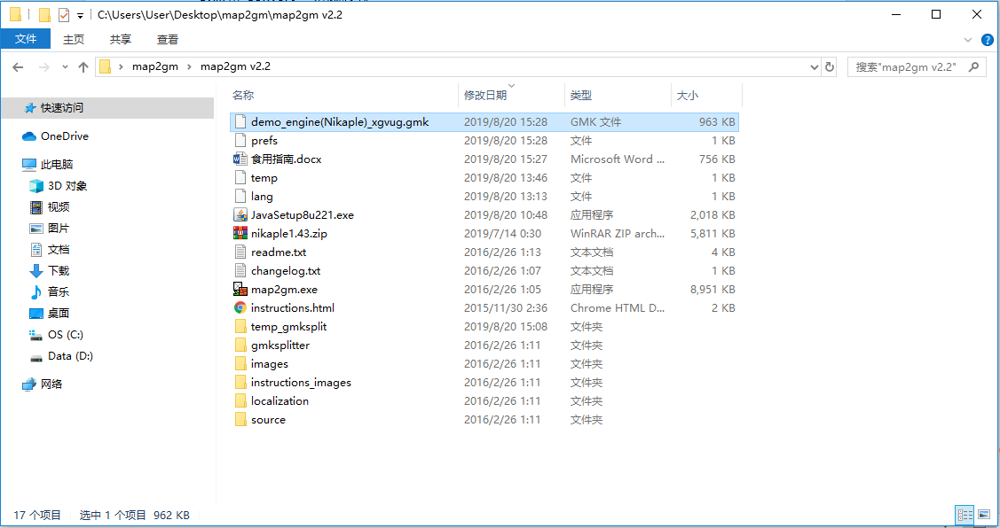 C:\Users\User\Desktop\map2gm\map2gm v2.2
文件 主页 共享 查看
map2gm › map2gm v2.2 搜索"map2gm v2.2"
名称 修改日期 类型 大小
快速访问
OneDrive
此电脑
3D 对象
视频
图片
文档
下载
音乐
桌面
OS (C:)
Data (D:)
网络
demo_engine(Nikaple)_xgvug.gmk 2019/8/20 15:28 GMK 文件 963 KB
prefs 2019/8/20 15:28 文件 1 KB
食用指南.docx 2019/8/20 15:27 Microsoft Word ... 756 KB
temp 2019/8/20 13:46 文件 1 KB
lang 2019/8/20 13:13 文件 1 KB
JavaSetup8u221.exe 2019/8/20 10:48 应用程序 2,018 KB
nikaple1.43.zip 2019/7/14 0:30 WinRAR ZIP arch... 5,811 KB
readme.txt 2016/2/26 1:13 文本文档 4 KB
changelog.txt 2016/2/26 1:07 文本文档 1 KB
map2gm.exe 2016/2/26 1:05 应用程序 8,951 KB
instructions.html 2015/11/30 2:36 Chrome HTML D... 2 KB
temp_gmksplit 2019/8/20 15:08 文件夹
gmksplitter 2016/2/26 1:11 文件夹
images 2016/2/26 1:11 文件夹
instructions_images 2016/2/26 1:11 文件夹
localization 2016/2/26 1:11 文件夹
source 2016/2/26 1:11 文件夹
17 个项目 选中 1 个项目 962 KB